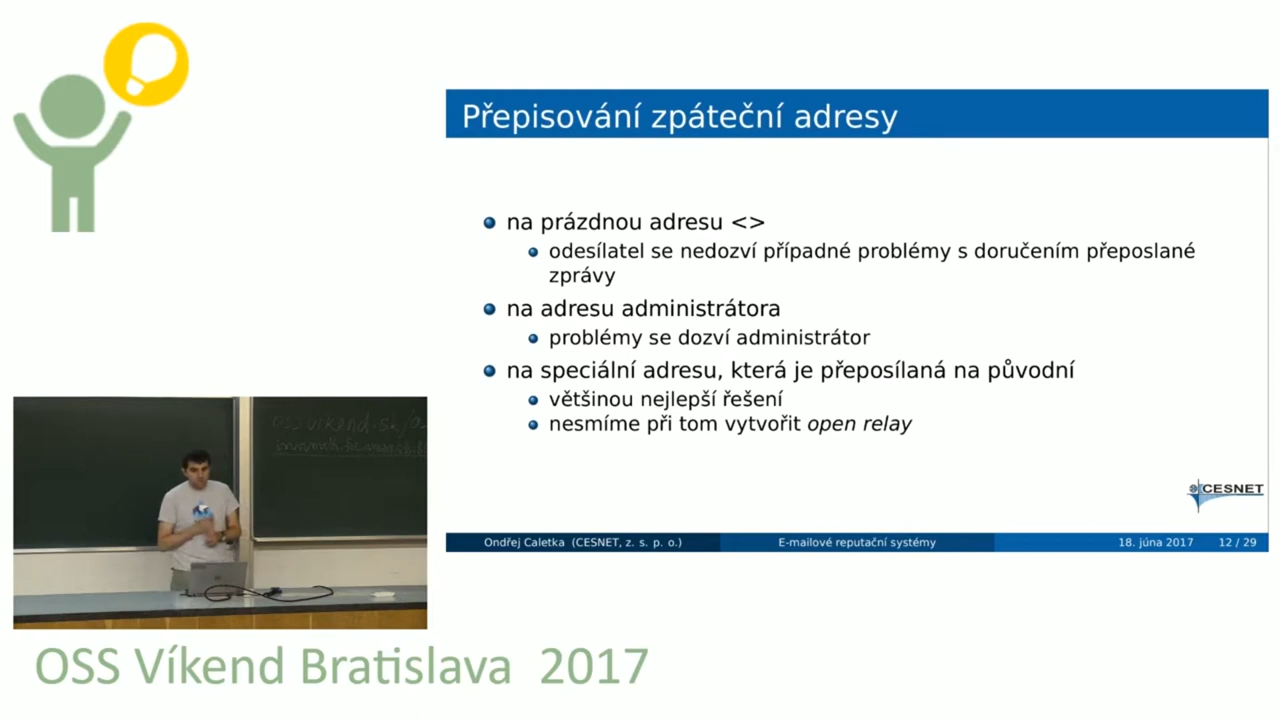 Přepisování zpáteční adresy
na prázdnou adresu <>
odesílatel se nedozví případné problémy s doručením přeposlané
zprávy
na adresu administrátora
problémy se dozví administrátor
na speciální adresu, která je přeposílaná na původní
většinou nejlepší řešení
nesmíme při tom vytvořit open relay
CESNET
Ondřej Caletka (CESNET, z. s. p. o.)
E-mailové reputační systémy
18. júna 2017 12 / 29
OSS Víkend Bratislava 2017